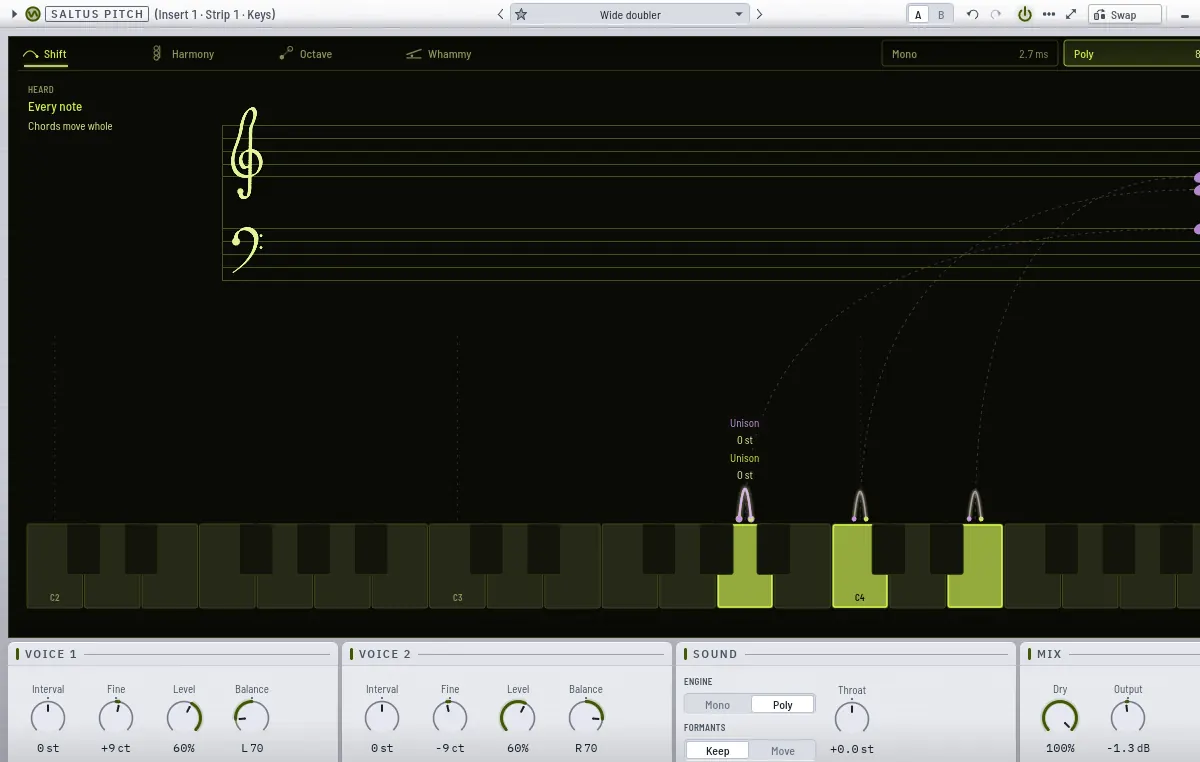 SALTUS PITCH (Insert 1 · Strip 1 · Keys) Wide doubler A B Swap
Shift Harmony Octave Whammy Mono 2.7 ms Poly 8
HEARD
Every note
Chords move whole
Unison
0 st
Unison
0 st
C2 C3 C4
VOICE 1 VOICE 2 SOUND MIX
ENGINE
Interval Fine Level Balance Interval Fine Level Balance Throat Dry Output
Mono Poly
FORMANTS
0 st +9 ct 60% L70 0 st -9 ct 60% R70 Keep Move +0.0 st 100% -1.3 dB